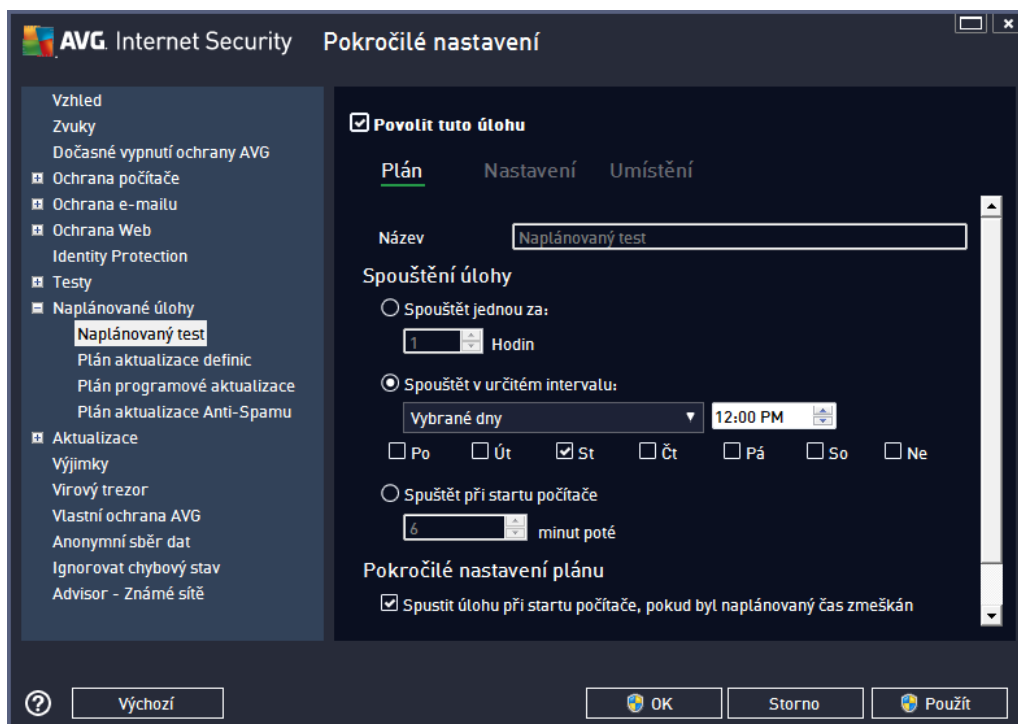 AVG. Internet Security Pokročilé nastavení
Vzhled
Zvuky
Dočasné vypnutí ochrany AVG
Ochrana počítače
Ochrana e-mailu
Ochrana Web
Identity Protection
Testy
Naplánované úlohy
Naplánovaný test
Plán aktualizace definic
Plán programové aktualizace
Plán aktualizace Anti-Spamu
Aktualizace
Výjimky
Virový trezor
Vlastní ochrana AVG
Anonymní sběr dat
Ignorovat chybový stav
Advisor - Známé sítě
Povolit tuto úlohu
Plán Nastavení Umístění
Název Naplánovaný test
Spouštění úlohy
Spouštět jednou za:
1 Hodin
Spouštět v určitém intervalu:
Vybrané dny 12:00 PM
Po Út St Čt Pá So Ne
Spuštět při startu počítače
6 minut poté
Pokročilé nastavení plánu
Spustit úlohu při startu počítače, pokud byl naplánovaný čas zmeškán
Výchozí OK Storno Použít